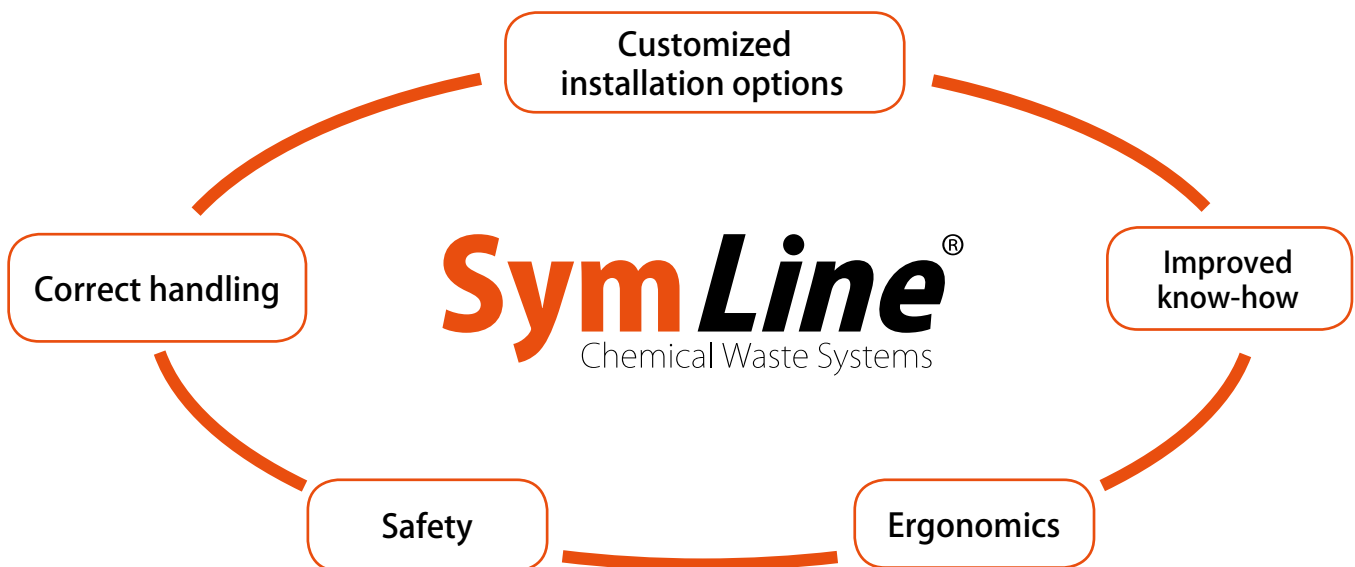 Customized
installation options
Correct handling
SymLine®
Chemical Waste Systems
Improved
know-how
Safety
Ergonomics